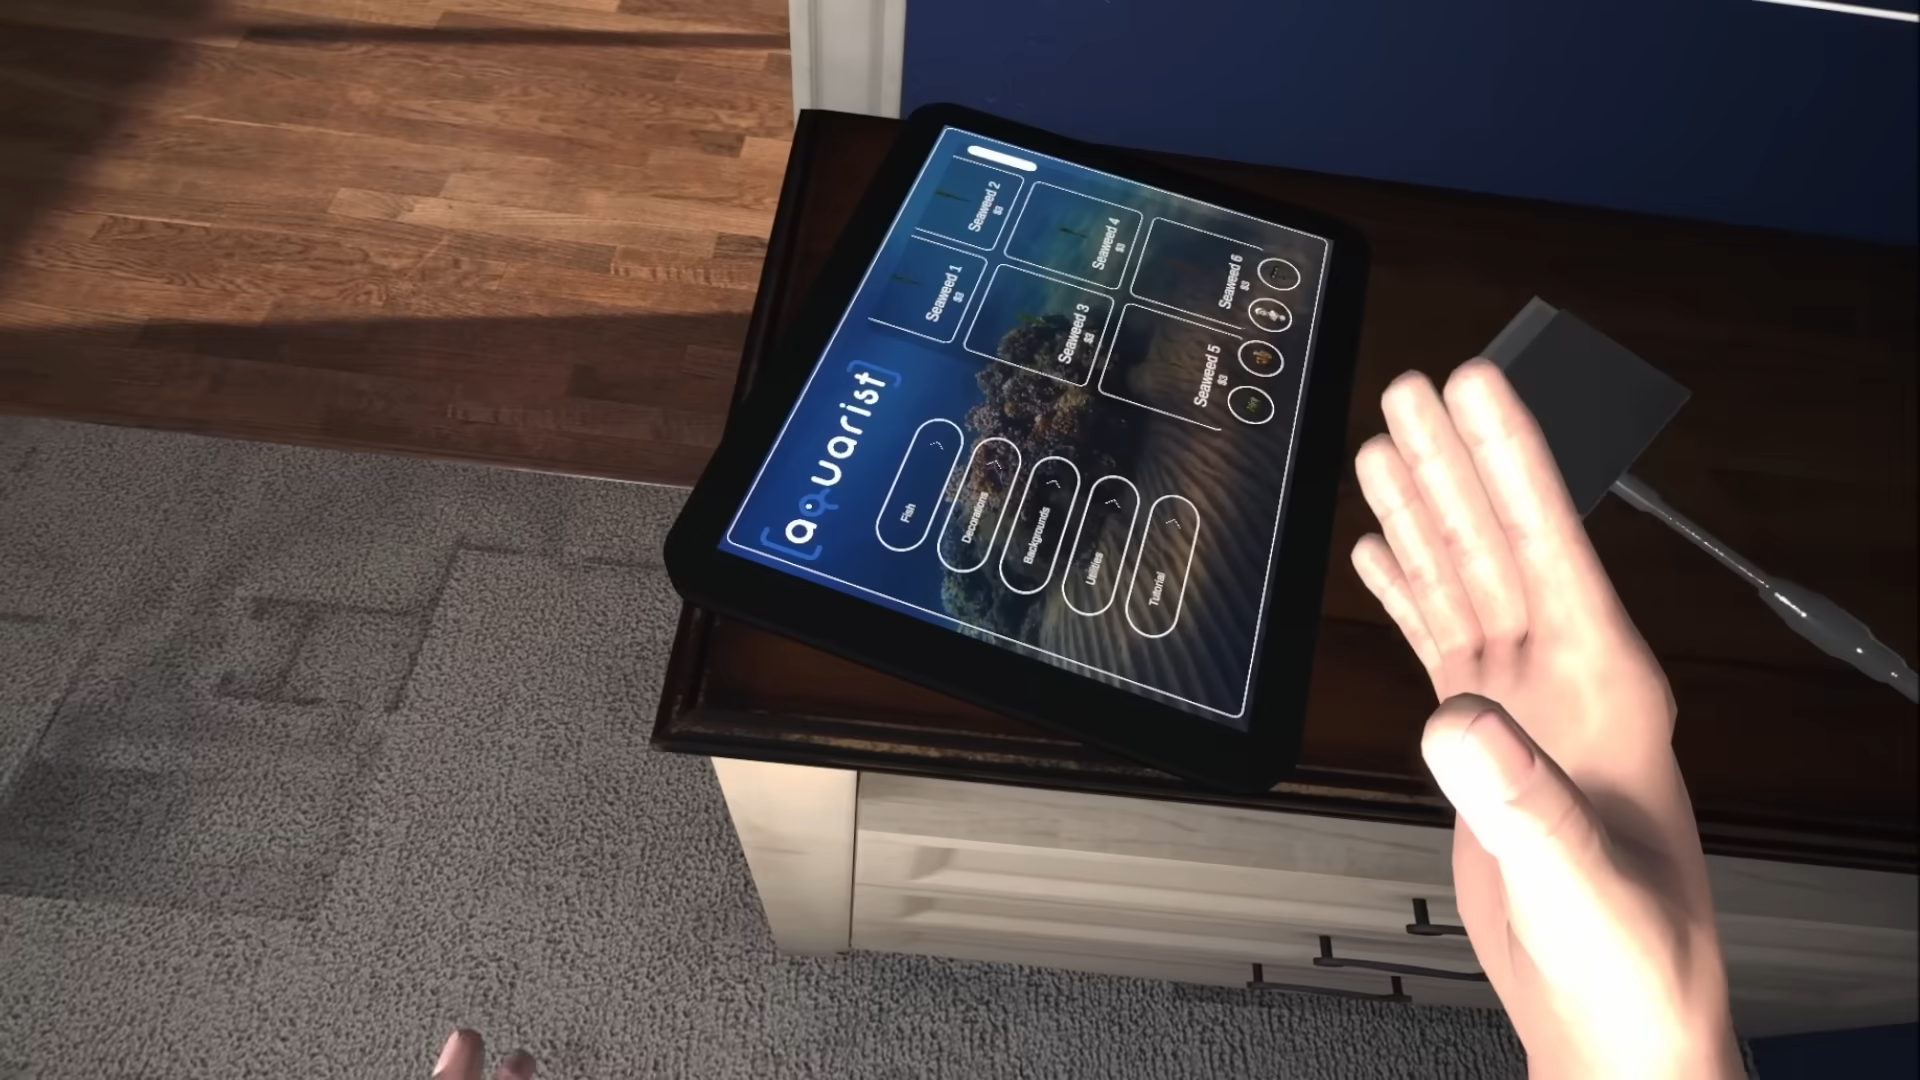 [aquarist]
Fish >
Decorations >
Backgrounds >
Utilities >
Tutorial >
Seaweed 1
$3
Seaweed 2
$3
Seaweed 3
$3
Seaweed 4
$3
Seaweed 5
$3
Seaweed 6
$3